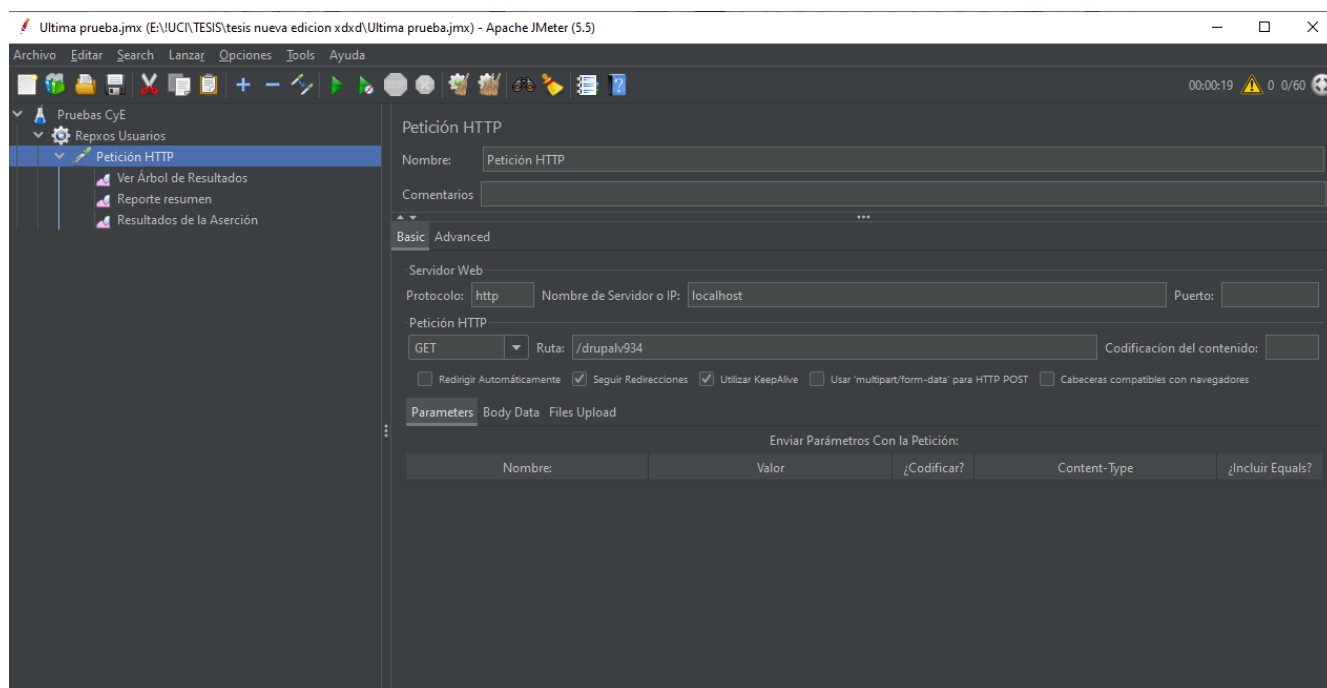 Ultima prueba.jmx (E:\!UCI\TESIS\tesis nueva edicion xdxd\Ultima prueba.jmx) - Apache JMeter (5.5)
Archivo Editar Search Lanzar Opciones Tools Ayuda
00:00:19 0 0/60
Pruebas CyE
Repxos Usuarios
Petición HTTP
Ver Árbol de Resultados
Reporte resumen
Resultados de la Aserción
Petición HTTP
Nombre: Petición HTTP
Comentarios
Basic Advanced
Servidor Web
Protocolo: http Nombre de Servidor o IP: localhost Puerto:
Petición HTTP
GET Ruta: /drupalv934 Codificacíon del contenido:
Redirigir Automáticamente Seguir Redirecciones Utilizar KeepAlive Usar 'multipart/form-data' para HTTP POST Cabeceras compatibles con navegadores
Parameters Body Data Files Upload
Enviar Parámetros Con la Petición:
Nombre: Valor ¿Codificar? Content-Type ¿Incluir Equals?